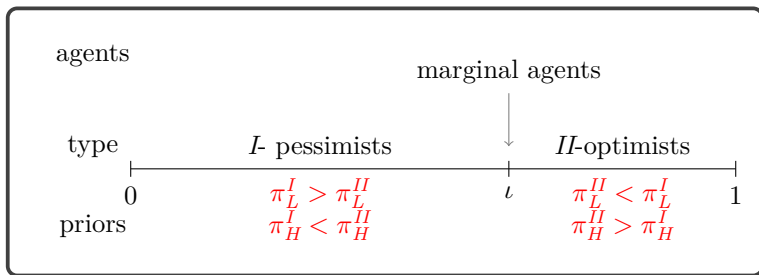 agents
marginal agents
type I- pessimists II-optimists
0 ι 1
π_L^I > π_L^II π_L^II < π_L^I
priors π_H^I < π_H^II π_H^II > π_H^I